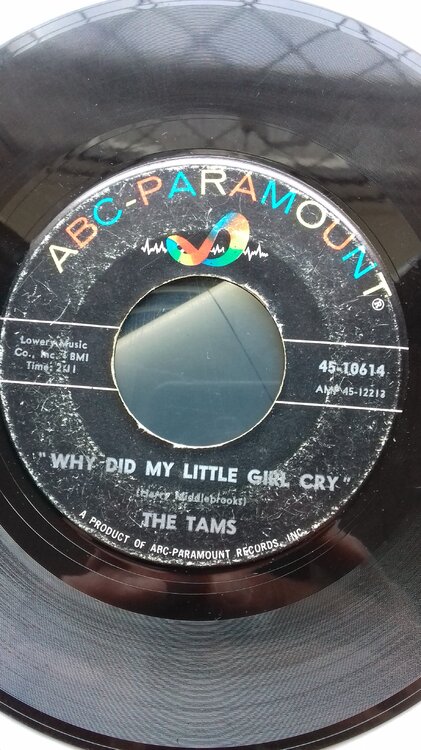 ABC-PARAMOUNT®
Lowery Music
Co., Inc. BMI
Time: 2:11
45-10614
AMP 45-12213
"WHY DID MY LITTLE GIRL CRY"
(Harry Middlebrooks)
THE TAMS
A PRODUCT OF ABC-PARAMOUNT RECORDS, INC.